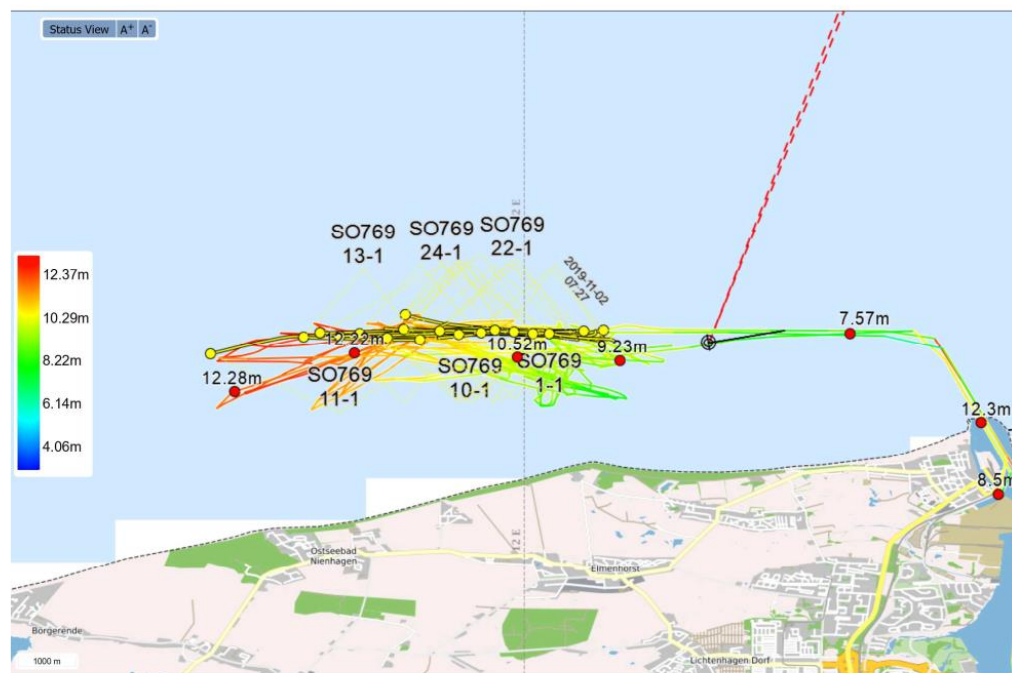 Status View A+ A-
2 E
SO769
13-1
SO769
24-1
SO769
22-1
2019-11-02
07:27
12.37m
10.29m
8.22m
6.14m
4.06m
7.57m
12.22m
10.52m
9.23m
12.28m
SO769
11-1
SO769
10-1
SO769
1-1
12.3m
8.5m
12 E
Ostseebad
Nienhagen
Elmenhorst
Börgerende
Lichtenhagen Dorf
1000 m